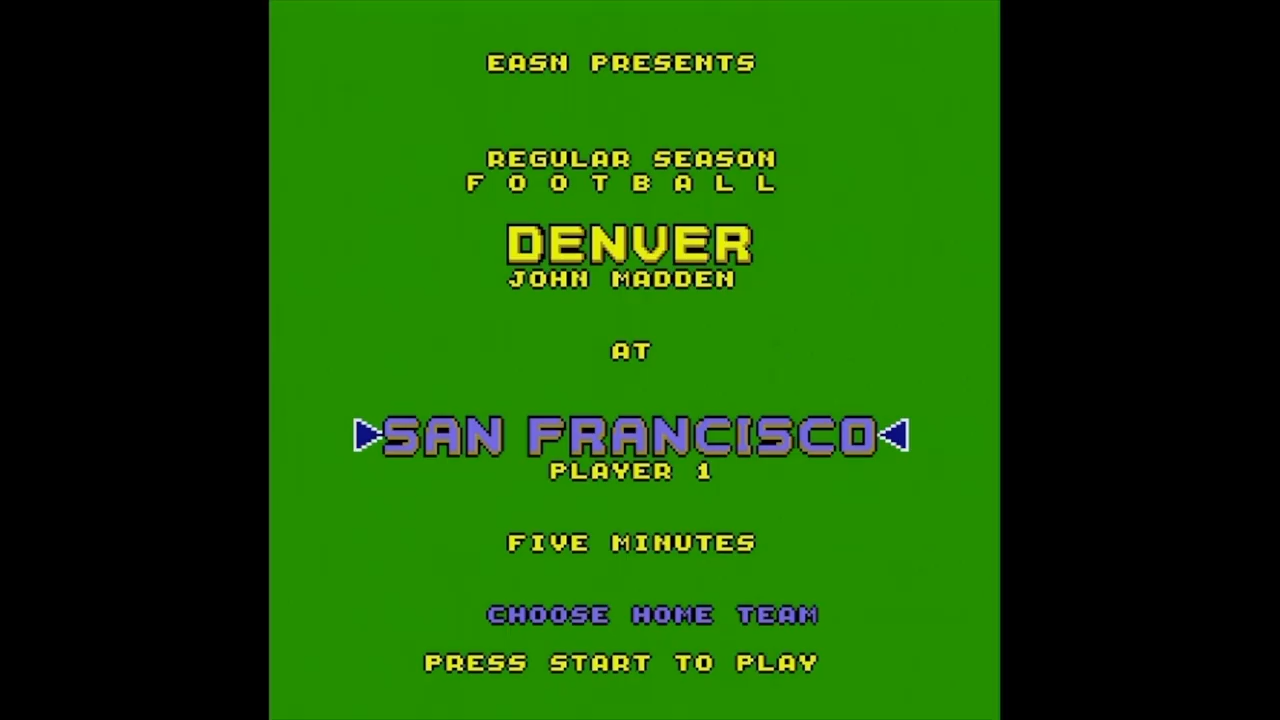 EASN PRESENTS
REGULAR SEASON
F O O T B A L L
DENVER
JOHN MADDEN
AT
SAN FRANCISCO
PLAYER 1
FIVE MINUTES
CHOOSE HOME TEAM
PRESS START TO PLAY